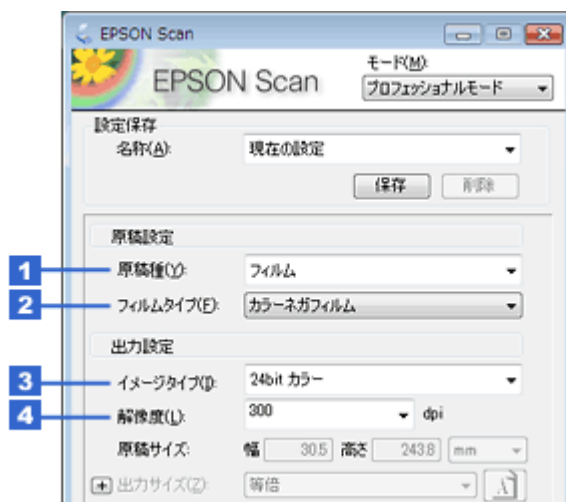 EPSON Scan
EPSON Scan
モード(M):
プロフェッショナルモード
設定保存
名称(A):
現在の設定
保存
削除
原稿設定
1 原稿種(Y): フィルム
2 フィルムタイプ(F): カラーネガフィルム
出力設定
3 イメージタイプ(I): 24bit カラー
4 解像度(L): 300 dpi
原稿サイズ: 幅 30.5 高さ 243.8 mm
出力サイズ(Z): 等倍